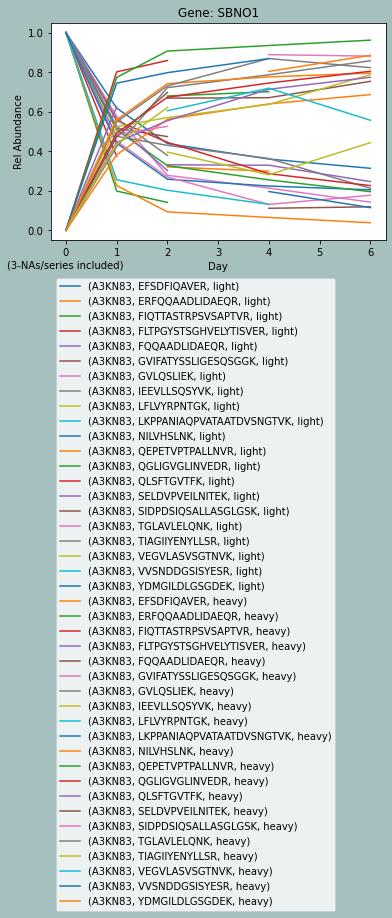 Gene: SBNO1
1.0
0.8
0.6
0.4
0.2
0.0
Rel Abundance
0 1 2 3 4 5 6
(3-NAs/series included) Day
(A3KN83, EFSDFIQAVER, light)
(A3KN83, ERFQQAADLIDAEQR, light)
(A3KN83, FIQTTASTRPSVSAPTVR, light)
(A3KN83, FLTPGYSTSGHVELYTISVER, light)
(A3KN83, FQQAADLIDAEQR, light)
(A3KN83, GVIFATYSSLIGESQSGGK, light)
(A3KN83, GVLQSLIEK, light)
(A3KN83, IEEVLLSQSYVK, light)
(A3KN83, LFLVYRPNTGK, light)
(A3KN83, LKPPANIAQPVATAATDVSNGTVK, light)
(A3KN83, NILVHSLNK, light)
(A3KN83, QEPETVPTPALLNVR, light)
(A3KN83, QGLIGVGLINVEDR, light)
(A3KN83, QLSFTGVTFK, light)
(A3KN83, SELDVPVEILNITEK, light)
(A3KN83, SIDPDSIQSALLASGLGSK, light)
(A3KN83, TGLAVLELQNK, light)
(A3KN83, TIAGIIYENYLLSR, light)
(A3KN83, VEGVLASVSGTNVK, light)
(A3KN83, VVSNDDGSISYESR, light)
(A3KN83, YDMGILDLGSGDEK, light)
(A3KN83, EFSDFIQAVER, heavy)
(A3KN83, ERFQQAADLIDAEQR, heavy)
(A3KN83, FIQTTASTRPSVSAPTVR, heavy)
(A3KN83, FLTPGYSTSGHVELYTISVER, heavy)
(A3KN83, FQQAADLIDAEQR, heavy)
(A3KN83, GVIFATYSSLIGESQSGGK, heavy)
(A3KN83, GVLQSLIEK, heavy)
(A3KN83, IEEVLLSQSYVK, heavy)
(A3KN83, LFLVYRPNTGK, heavy)
(A3KN83, LKPPANIAQPVATAATDVSNGTVK, heavy)
(A3KN83, NILVHSLNK, heavy)
(A3KN83, QEPETVPTPALLNVR, heavy)
(A3KN83, QGLIGVGLINVEDR, heavy)
(A3KN83, QLSFTGVTFK, heavy)
(A3KN83, SELDVPVEILNITEK, heavy)
(A3KN83, SIDPDSIQSALLASGLGSK, heavy)
(A3KN83, TGLAVLELQNK, heavy)
(A3KN83, TIAGIIYENYLLSR, heavy)
(A3KN83, VEGVLASVSGTNVK, heavy)
(A3KN83, VVSNDDGSISYESR, heavy)
(A3KN83, YDMGILDLGSGDEK, heavy)